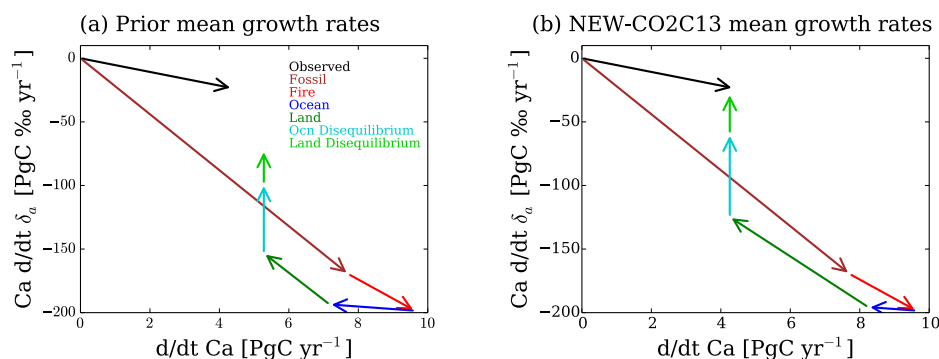 (a) Prior mean growth rates
Ca d/dt δₐ [PgC ‰ yr⁻¹]
0
−50
−100
−150
−200
Observed
Fossil
Fire
Ocean
Land
Ocn Disequilibrium
Land Disequilibrium
0 2 4 6 8 10
d/dt Ca [PgC yr⁻¹]
(b) NEW-CO2C13 mean growth rates
Ca d/dt δₐ [PgC ‰ yr⁻¹]
0
−50
−100
−150
−200
0 2 4 6 8 10
d/dt Ca [PgC yr⁻¹]